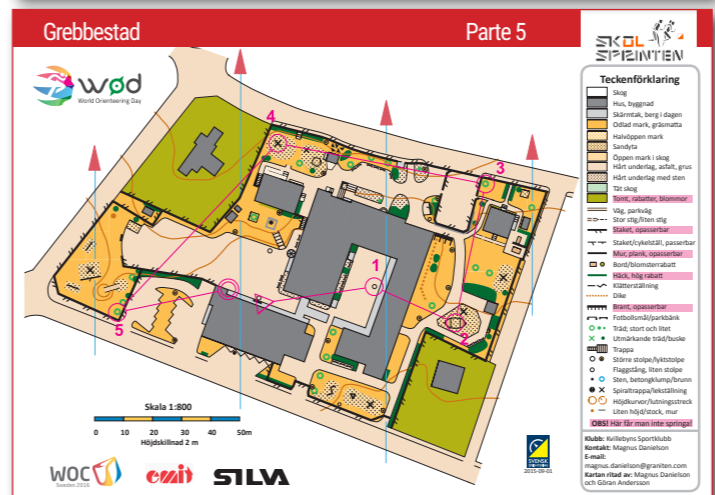 Grebbestad
Parte 5
SKOL
SPRINTEN
wød
World Orienteering Day
Teckenförklaring
Skog
Hus, byggnad
Skärmtak, berg i dagen
Odlad mark, gräsmatta
Halvöppen mark
Sandyta
Öppen mark i skog
Hårt underlag, asfalt, grus
Hårt underlag med sten
Tät skog
Tomt, rabatter, blommor
Väg, parkväg
Stor stig/liten stig
Staket, opasserbar
Staket/cykelställ, passerbar
Mur, plank, opasserbar
Bord/blomsterrabatt
Häck, hög rabatt
Klätterställning
Dike
Brant, opasserbar
Fotbollsmål/parkbänk
Träd; stort och litet
Utmärkande träd/buske
Trappa
Större stolpe/lyktstolpe
Flaggstång, liten stolpe
Sten, betongklump/brunn
Spiraltrappa/lekställning
Höjdkurvor/lutningsstreck
Liten höjd/stock, mur
OBS! Här får man inte springa!
Klubb: Kvillebyns Sportklubb
Kontakt: Magnus Danielson
E-mail:
magnus.danielson@graniten.com
Kartan ritad av: Magnus Danielson
och Göran Andersson
4
3
1
2
5
Skala 1:800
0 10 20 30 40 50m
Höjdskillnad 2 m
WOC
Sweden 2016
emit
SILVA
SVENSK
2015-09-01